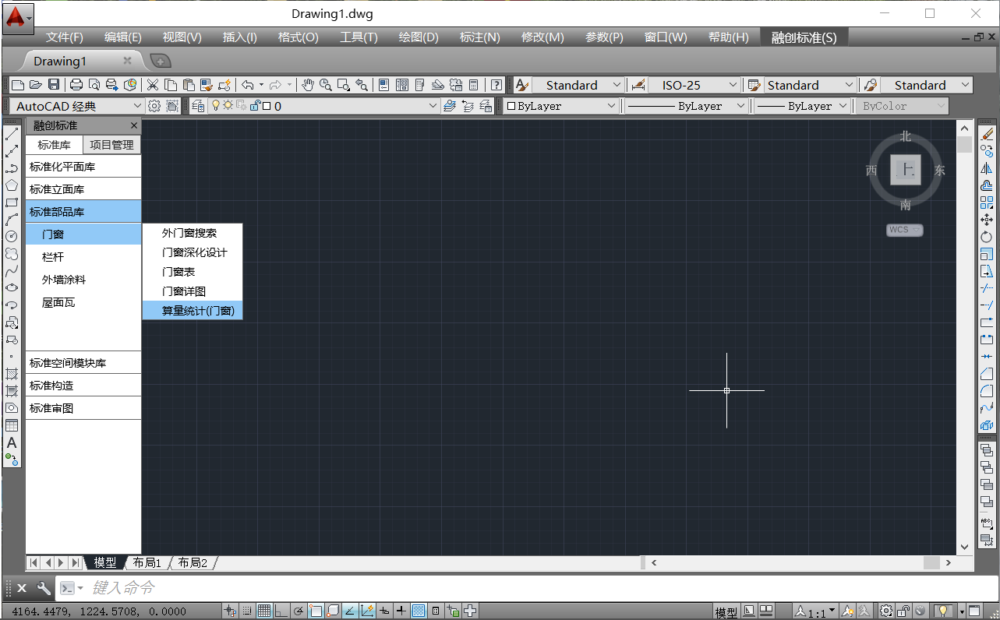 Drawing1.dwg
文件(F) 编辑(E) 视图(V) 插入(I) 格式(O) 工具(T) 绘图(D) 标注(N) 修改(M) 参数(P) 窗口(W) 帮助(H) 融创标准(S)
Drawing1
Standard ISO-25 Standard Standard
AutoCAD 经典 0 ByLayer ByLayer ByLayer ByColor
融创标准
标准库 项目管理
标准化平面库
标准立面库
标准部品库
门窗
栏杆
外墙涂料
屋面瓦
外门窗搜索
门窗深化设计
门窗表
门窗详图
算量统计(门窗)
标准空间模块库
标准构造
标准审图
北
西 上 东
南
WCS
A
ABC
模型 布局1 布局2
键入命令
4164.4479, 1224.5708, 0.0000 模型 1:1